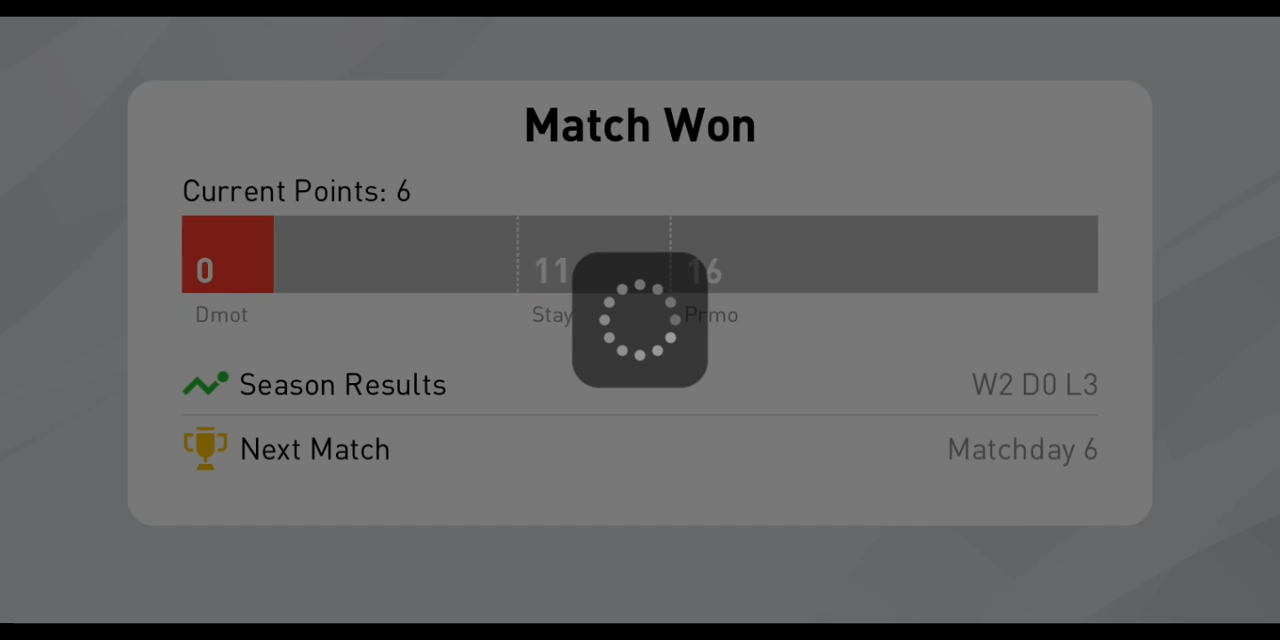 Match Won
Current Points: 6
0 11 16
Dmot Stay Prmo
Season Results W2 D0 L3
Next Match Matchday 6